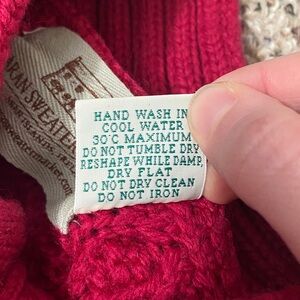 SWEATER
HAND WASH IN
COOL WATER
30°C MAXIMUM
DO NOT TUMBLE DRY
RESHAPE WHILE DAMP
DRY FLAT
DO NOT DRY CLEAN
DO NOT IRON